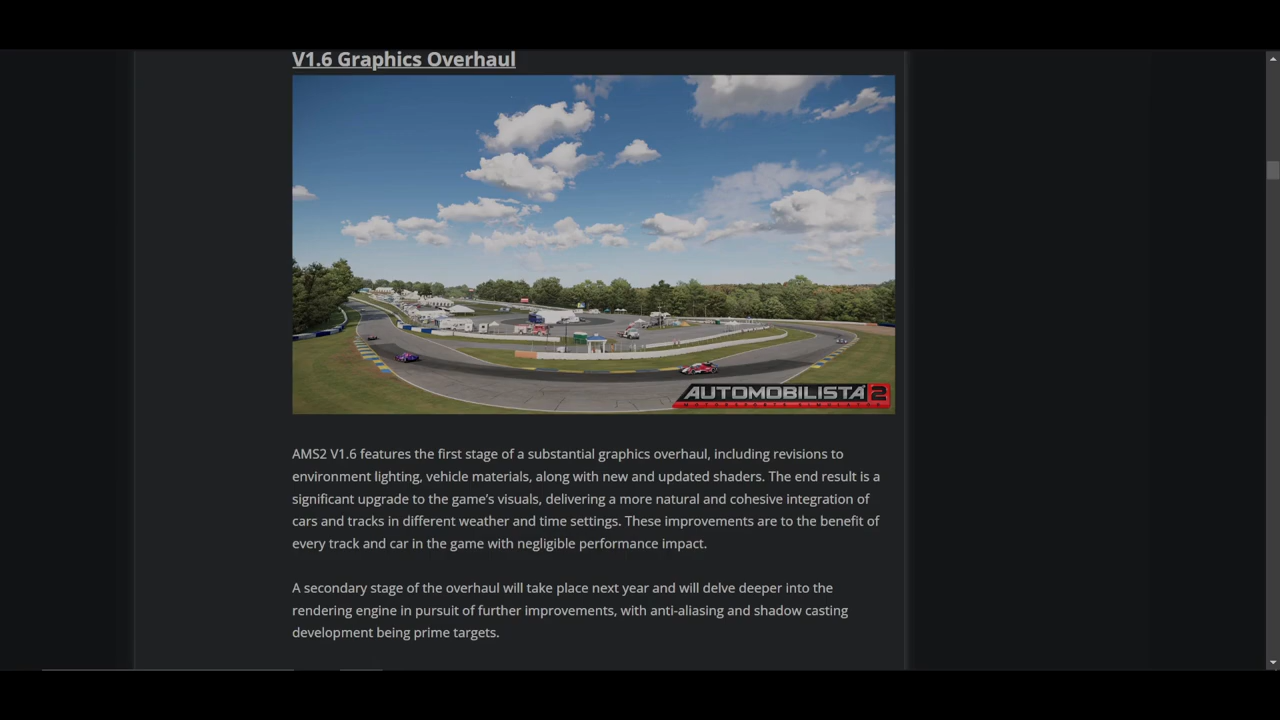 V1.6 Graphics Overhaul
AUTOMOBILISTA 2
AMS2 V1.6 features the first stage of a substantial graphics overhaul, including revisions to
environment lighting, vehicle materials, along with new and updated shaders. The end result is a
significant upgrade to the game’s visuals, delivering a more natural and cohesive integration of
cars and tracks in different weather and time settings. These improvements are to the benefit of
every track and car in the game with negligible performance impact.
A secondary stage of the overhaul will take place next year and will delve deeper into the
rendering engine in pursuit of further improvements, with anti-aliasing and shadow casting
development being prime targets.